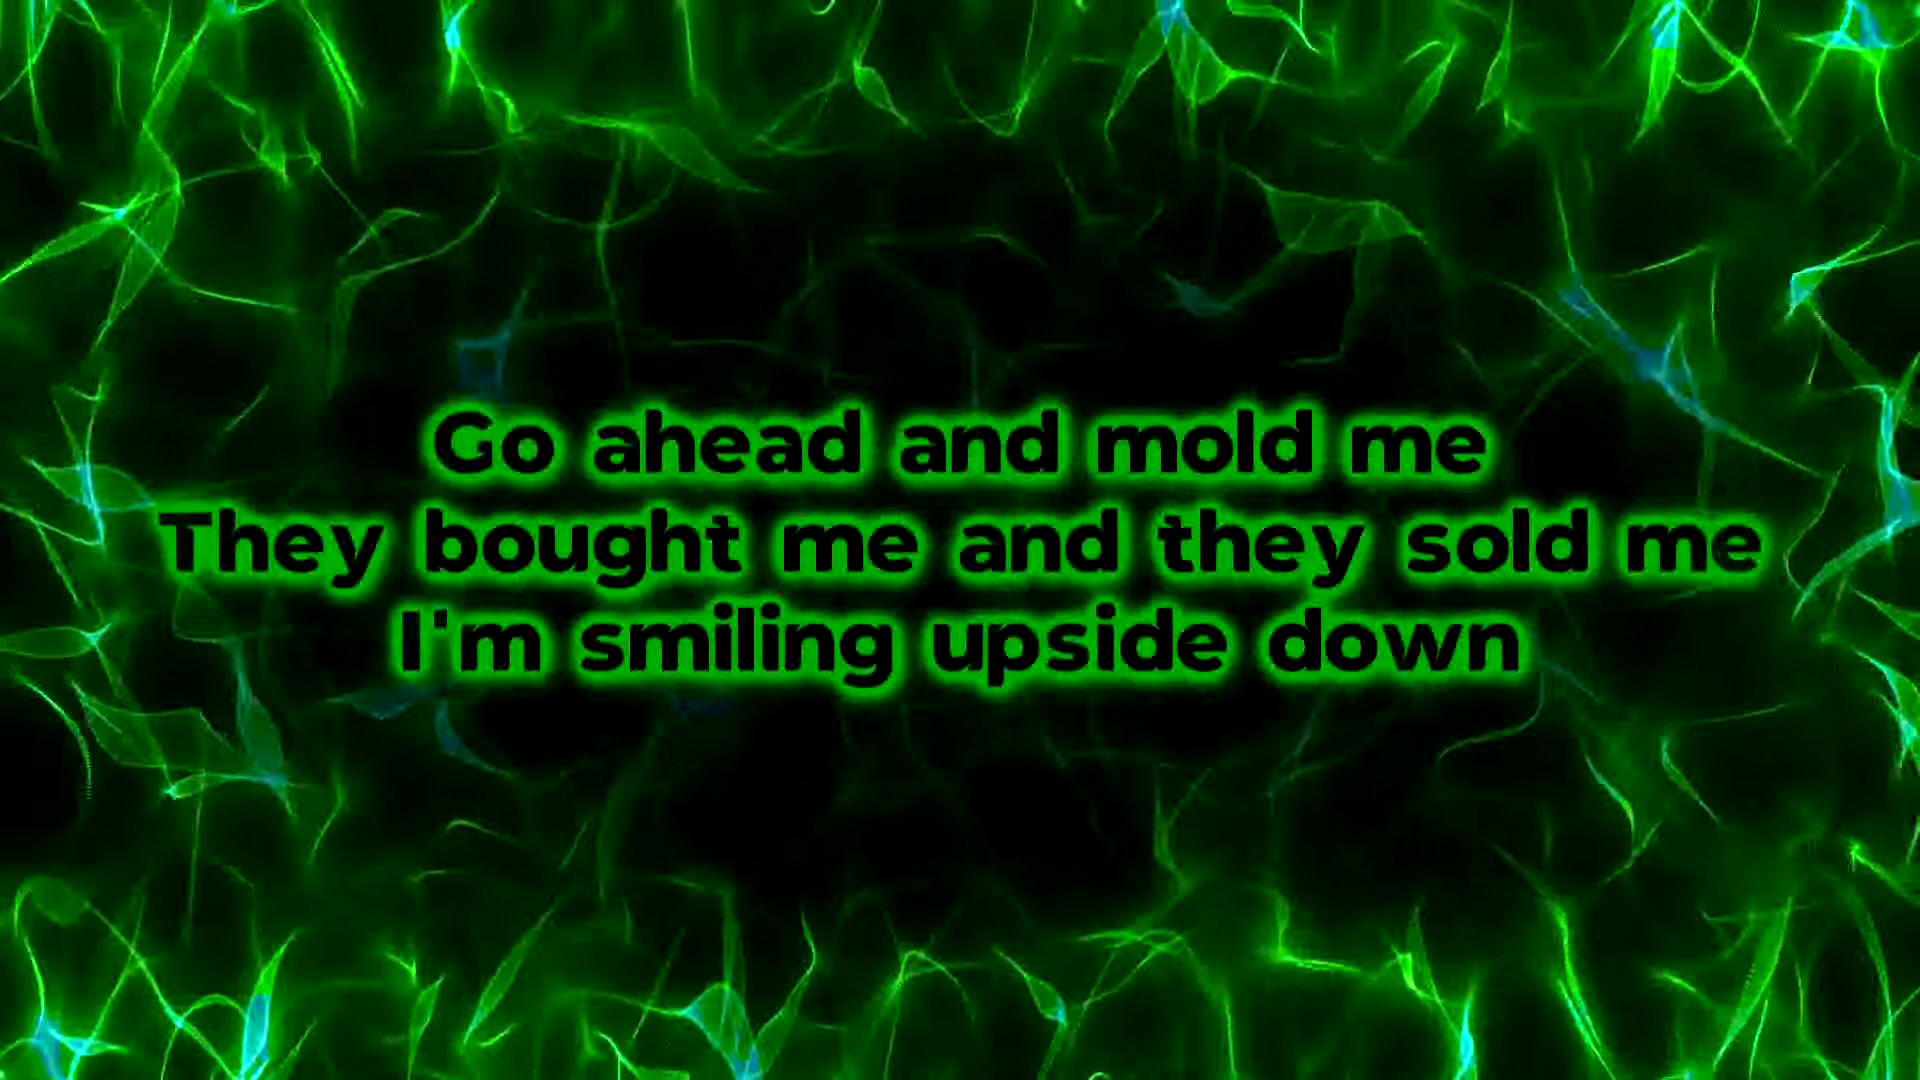 Go ahead and mold me
They bought me and they sold me
I'm smiling upside down